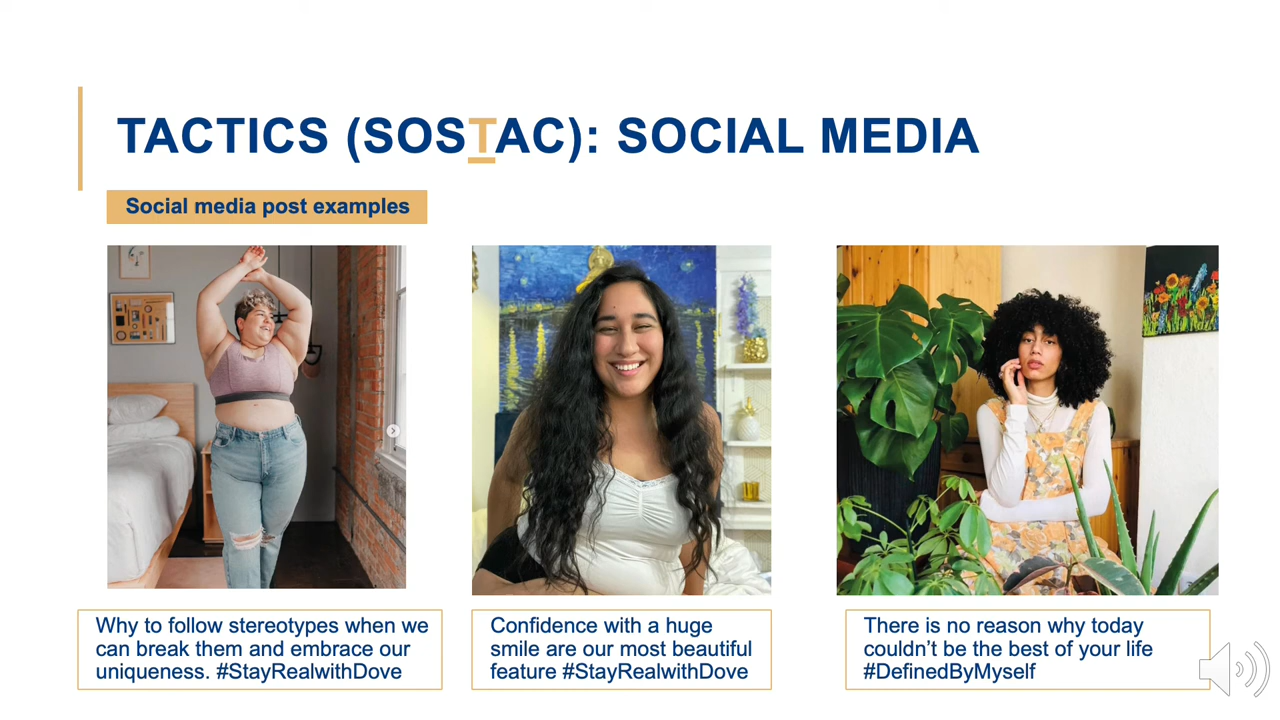 TACTICS (SOSTAC): SOCIAL MEDIA
Social media post examples
Why to follow stereotypes when we
can break them and embrace our
uniqueness. #StayRealwithDove
Confidence with a huge
smile are our most beautiful
feature #StayRealwithDove
There is no reason why today
couldn’t be the best of your life
#DefinedByMyself